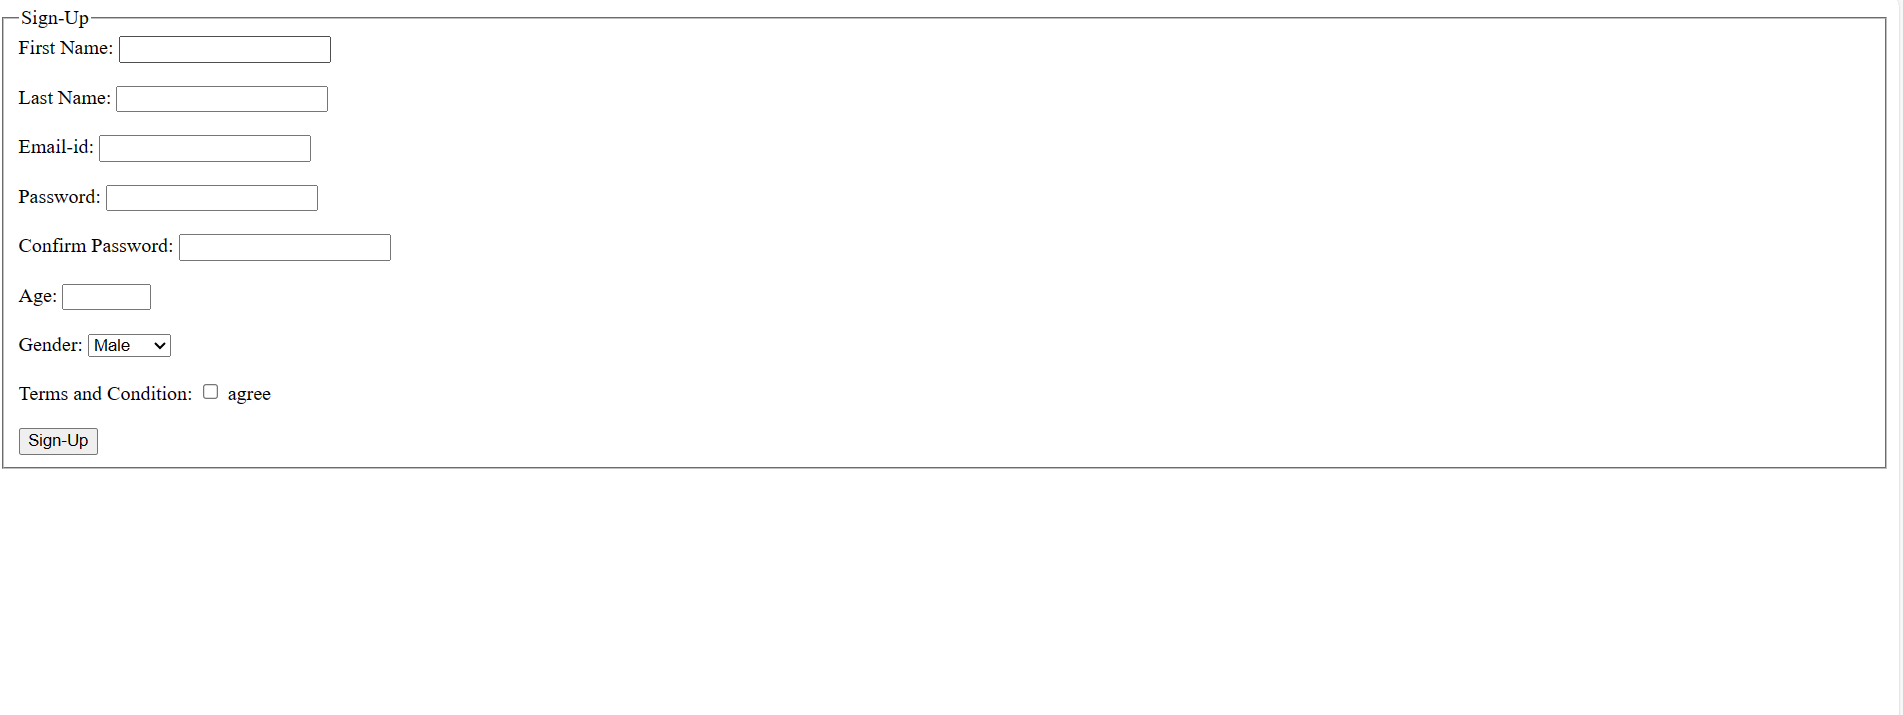 Sign-Up
First Name:
Last Name:
Email-id:
Password:
Confirm Password:
Age:
Gender: Male
Terms and Condition: agree
Sign-Up